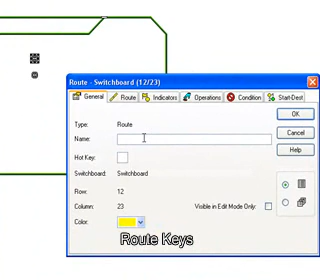 Route - Switchboard (12/23)
General Route Indicators Operations Condition Start-Dest
Type: Route OK
Name: Cancel
Hot Key: Help
Switchboard: Switchboard
Row: 12
Column: 23 Visible in Edit Mode Only:
Color:
Route Keys